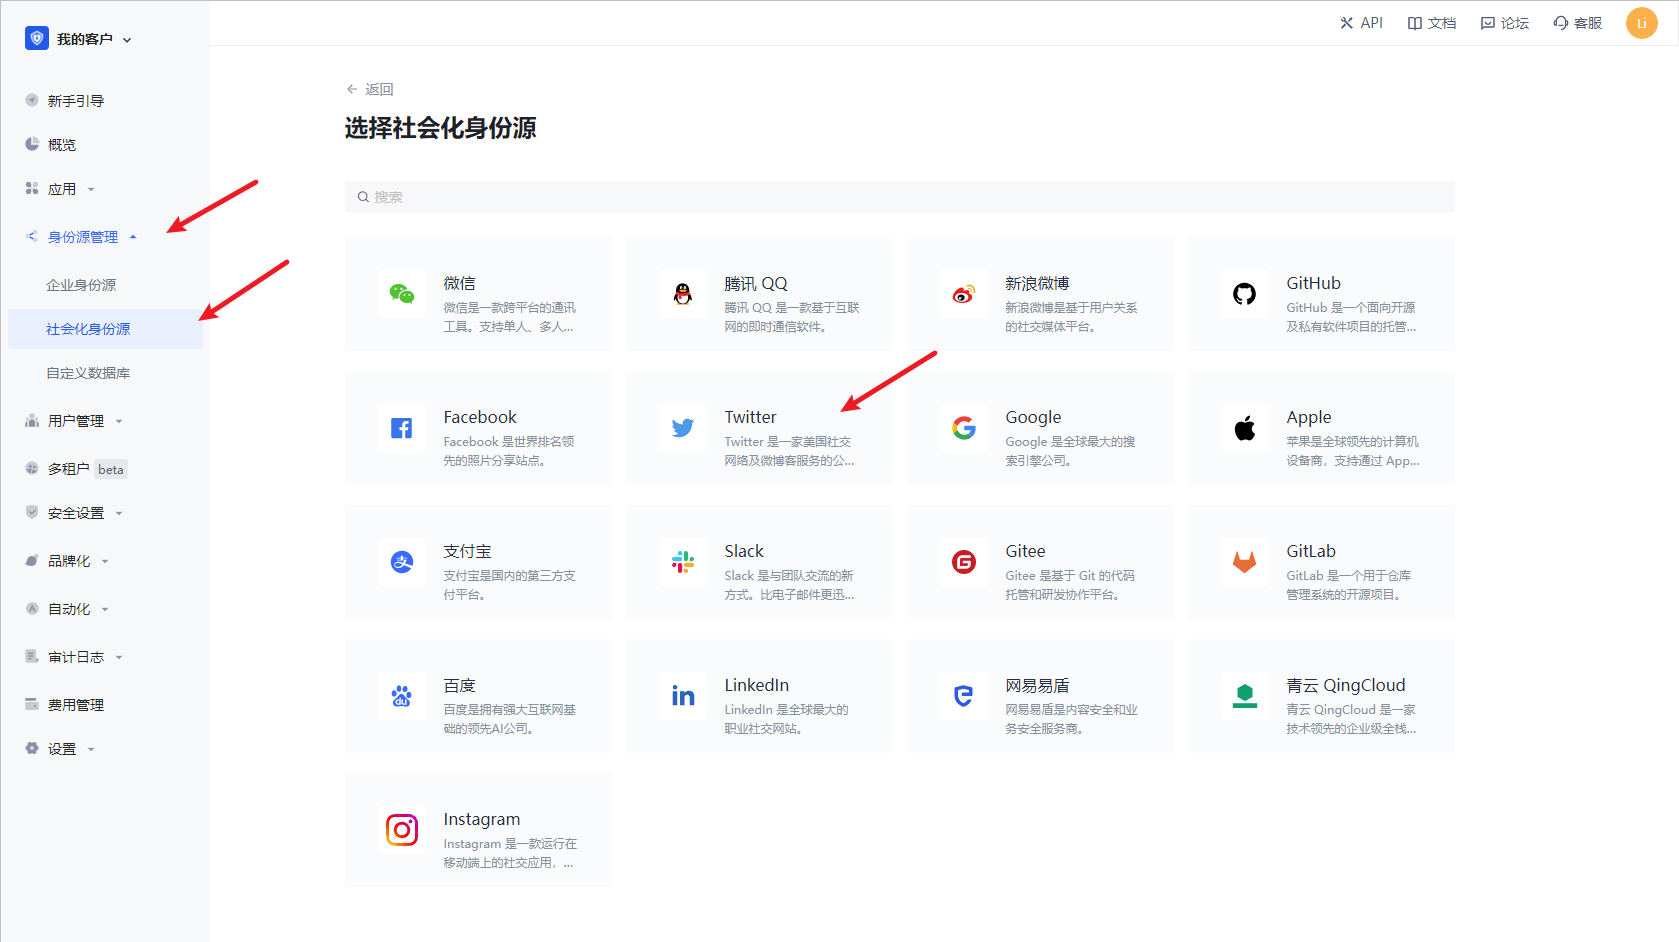 我的客户
API
文档
论坛
客服
Li
新手引导
概览
应用
身份源管理
企业身份源
社会化身份源
自定义数据库
用户管理
多租户 beta
安全设置
品牌化
自动化
审计日志
费用管理
设置
返回
选择社会化身份源
搜索
微信
微信是一款跨平台的通讯
工具。支持单人、多人...
腾讯 QQ
腾讯 QQ 是一款基于互联
网的即时通信软件。
新浪微博
新浪微博是基于用户关系
的社交媒体平台。
GitHub
GitHub 是一个面向开源
及私有软件项目的托管...
Facebook
Facebook 是世界排名领
先的照片分享站点。
Twitter
Twitter 是一家美国社交
网络及微博客服务的公...
Google
Google 是全球最大的搜
索引擎公司。
Apple
苹果是全球领先的计算机
设备商，支持通过 App...
支付宝
支付宝是国内的第三方支
付平台。
Slack
Slack 是与团队交流的新
方式。比电子邮件更迅...
Gitee
Gitee 是基于 Git 的代码
托管和研发协作平台。
GitLab
GitLab 是一个用于仓库
管理系统的开源项目。
du
百度
百度是拥有强大互联网基
础的领先AI公司。
in
LinkedIn
LinkedIn 是全球最大的
职业社交网站。
网易易盾
网易易盾是内容安全和业
务安全服务商。
青云 QingCloud
青云 QingCloud 是一家
技术领先的企业级全栈...
Instagram
Instagram 是一款运行在
移动端上的社交应用，...